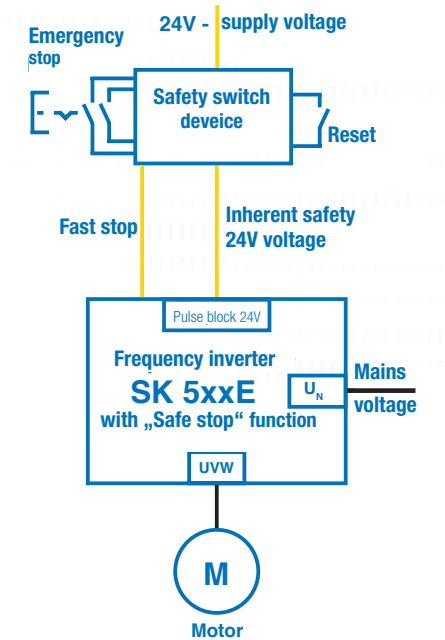 24V - supply voltage
Emergency
stop
Safety switch
deveice
Reset
Fast stop
Inherent safety
24V voltage
Pulse block 24V
Frequency inverter
SK 5xxE
with „Safe stop“ function
UN
Mains
voltage
UVW
M
Motor